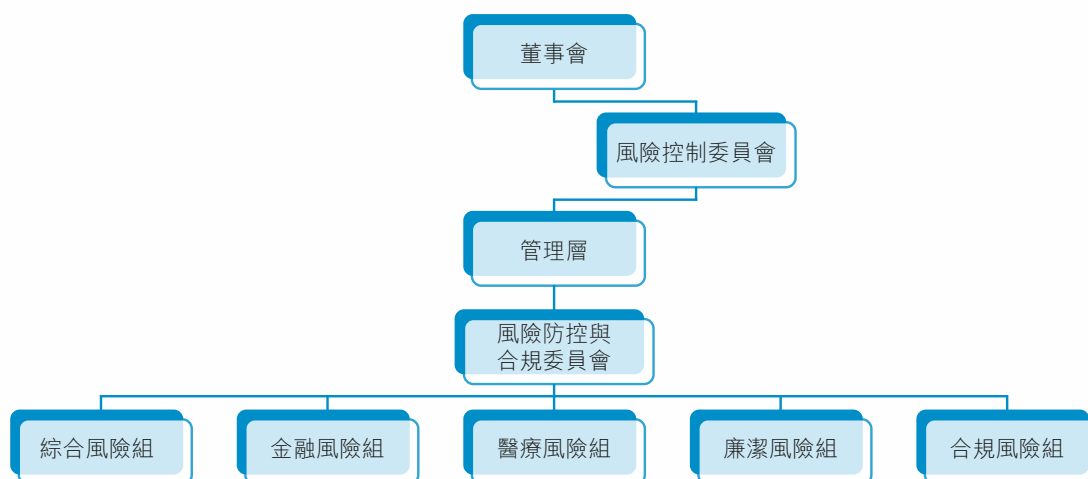 董事會
風險控制委員會
管理層
風險防控與
合規委員會
綜合風險組
金融風險組
醫療風險組
廉潔風險組
合規風險組